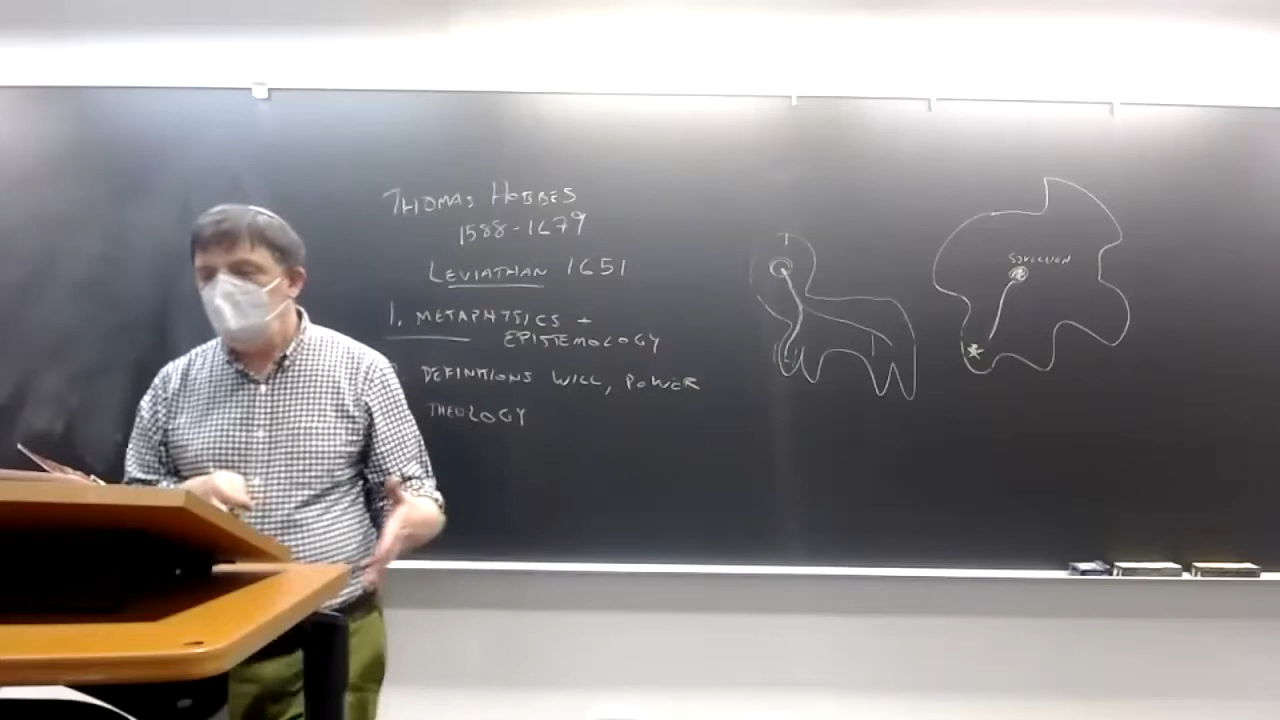 THOMAS HOBBES
1588-1679
LEVIATHAN 1651
1. METAPHYSICS +
EPISTEMOLOGY
DEFINITIONS WILL, POWER
THEOLOGY
SOVEREIGN